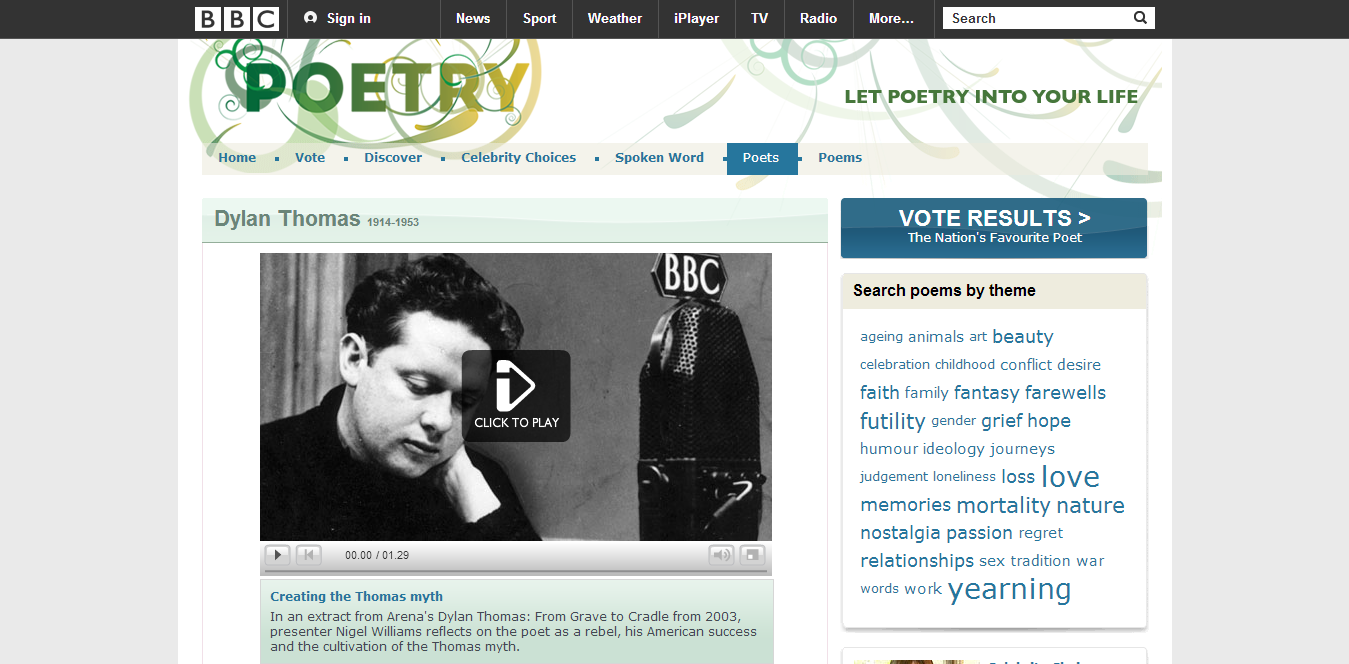 BBC Sign in News Sport Weather iPlayer TV Radio More... Search
POETRY
LET POETRY INTO YOUR LIFE
Home Vote Discover Celebrity Choices Spoken Word Poets Poems
Dylan Thomas 1914-1953
BBC
CLICK TO PLAY
00.00 / 01.29
Creating the Thomas myth
In an extract from Arena's Dylan Thomas: From Grave to Cradle from 2003,
presenter Nigel Williams reflects on the poet as a rebel, his American success
and the cultivation of the Thomas myth.
VOTE RESULTS >
The Nation's Favourite Poet
Search poems by theme
ageing animals art beauty
celebration childhood conflict desire
faith family fantasy farewells
futility gender grief hope
humour ideology journeys
judgement loneliness loss love
memories mortality nature
nostalgia passion regret
relationships sex tradition war
words work yearning